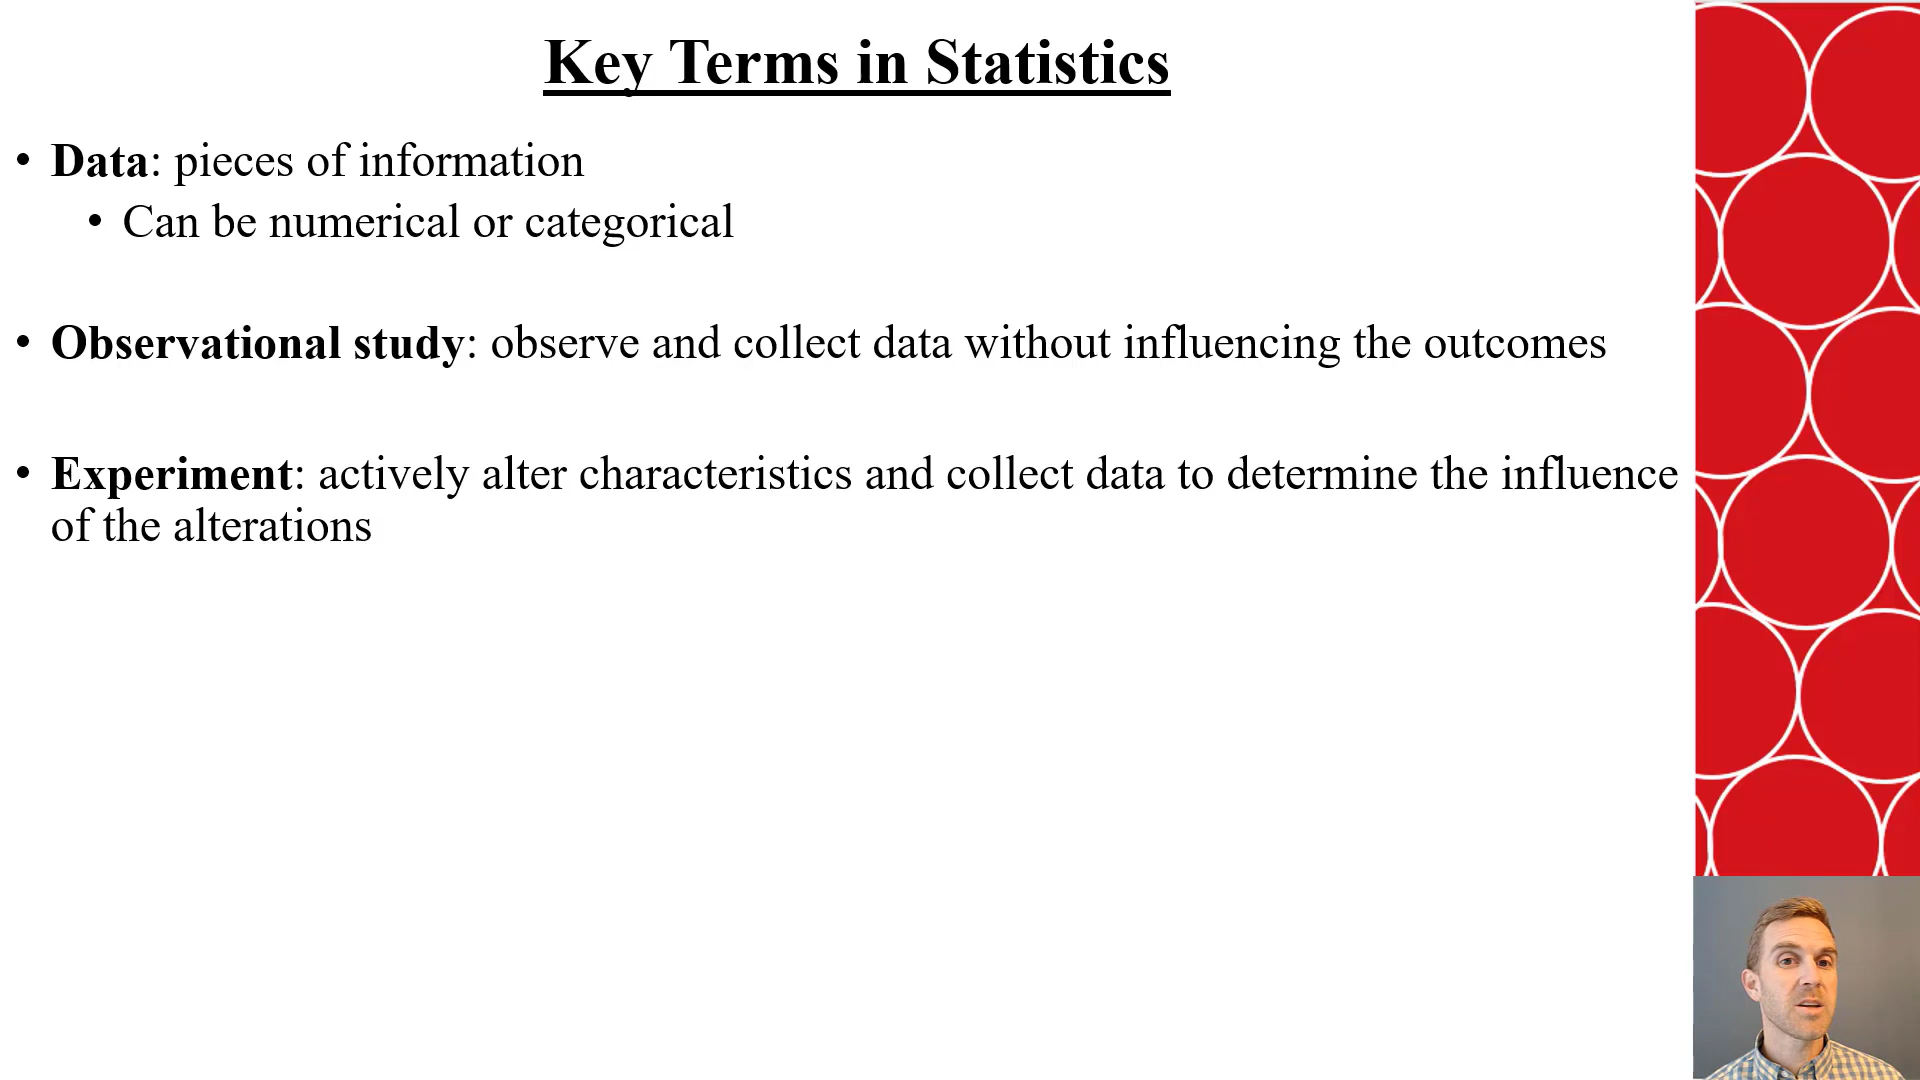 Key Terms in Statistics
• Data: pieces of information
• Can be numerical or categorical
• Observational study: observe and collect data without influencing the outcomes
• Experiment: actively alter characteristics and collect data to determine the influence
of the alterations